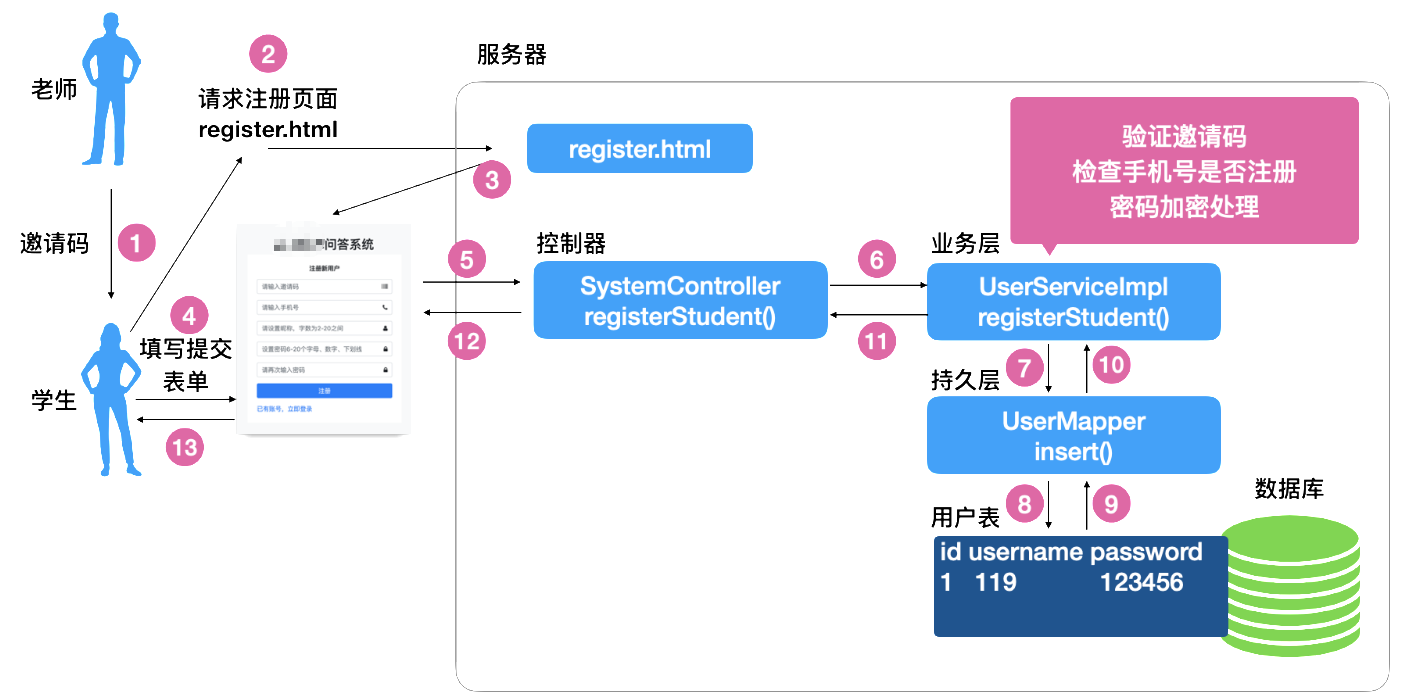 服务器
2
老师
请求注册页面
register.html
register.html
3
验证邀请码
检查手机号是否注册
密码加密处理
邀请码
1
问答系统
注册新用户
请输入邀请码
请输入手机号
请设置昵称，字数为2-20之间
设置密码6-20个字母、数字、下划线
请再次输入密码
注册
已有账号，立即登录
4
填写提交
表单
学生
13
5
12
控制器
SystemController
registerStudent()
6
11
业务层
UserServiceImpl
registerStudent()
7
10
持久层
UserMapper
insert()
8
9
数据库
用户表
id username password
1 119 123456